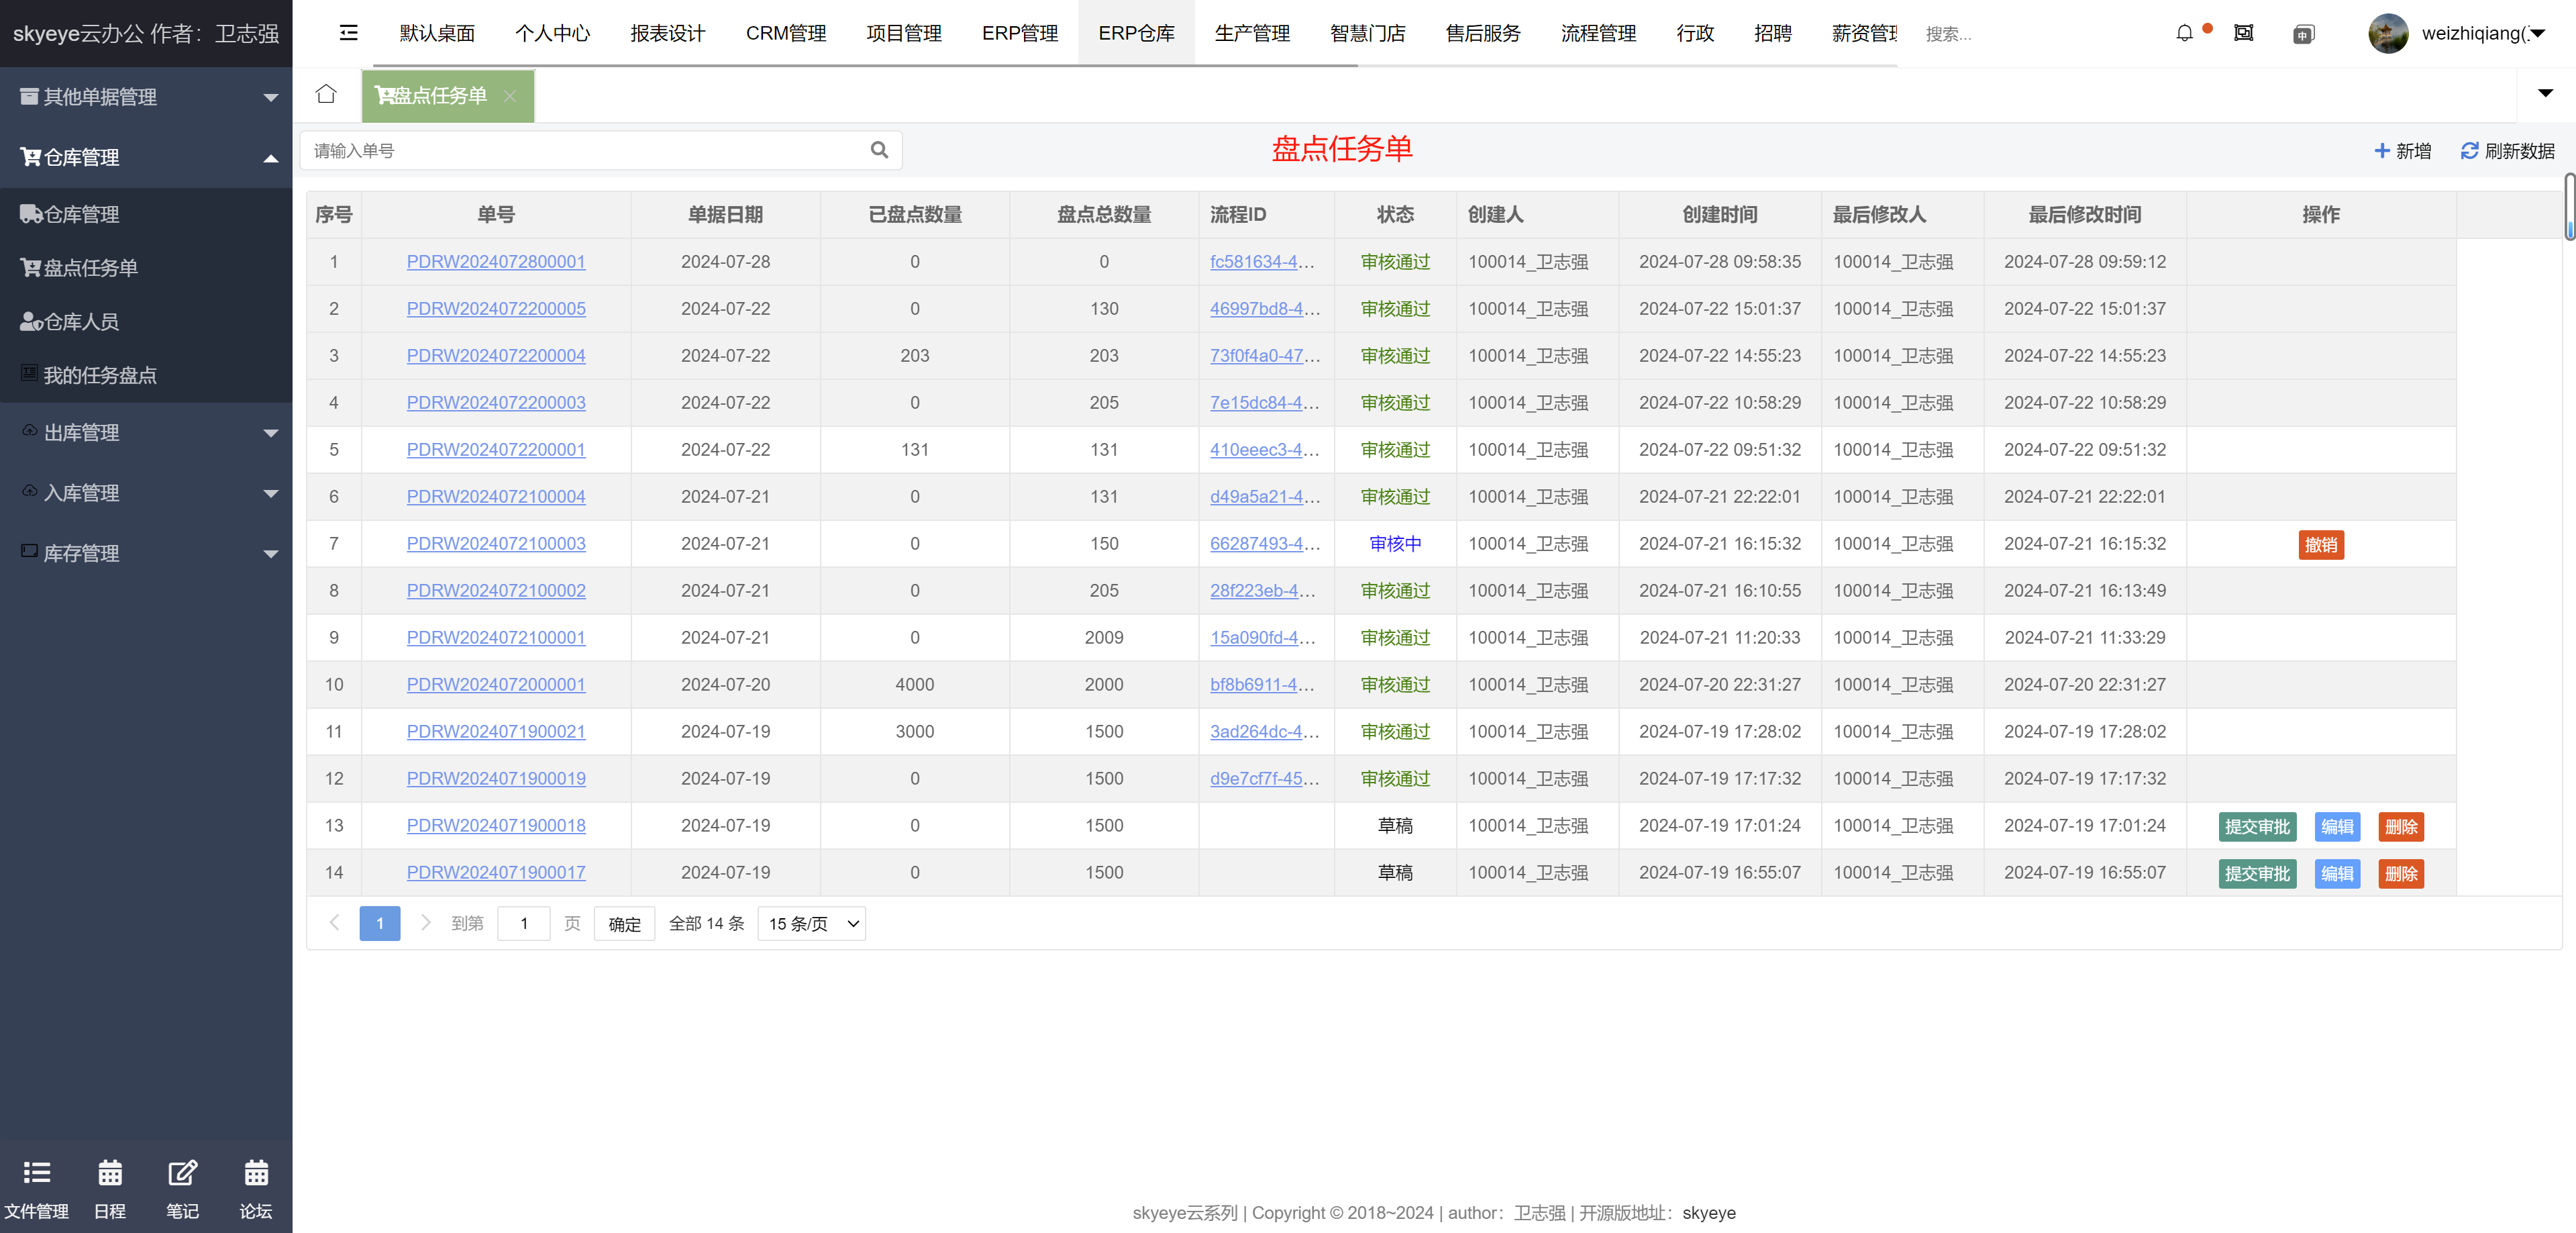 skyeye云办公 作者：卫志强
默认桌面 个人中心 报表设计 CRM管理 项目管理 ERP管理 ERP仓库 生产管理 智慧门店 售后服务 流程管理 行政 招聘 薪资管理 搜索... 中 weizhiqiang(
其他单据管理
仓库管理
仓库管理
盘点任务单
仓库人员
我的任务盘点
出库管理
入库管理
库存管理
文件管理 日程 笔记 论坛
盘点任务单
请输入单号 盘点任务单 新增 刷新数据
序号 单号 单据日期 已盘点数量 盘点总数量 流程ID 状态 创建人 创建时间 最后修改人 最后修改时间 操作
1 PDRW2024072800001 2024-07-28 0 0 fc581634-4... 审核通过 100014_卫志强 2024-07-28 09:58:35 100014_卫志强 2024-07-28 09:59:12
2 PDRW2024072200005 2024-07-22 0 130 46997bd8-4... 审核通过 100014_卫志强 2024-07-22 15:01:37 100014_卫志强 2024-07-22 15:01:37
3 PDRW2024072200004 2024-07-22 203 203 73f0f4a0-47... 审核通过 100014_卫志强 2024-07-22 14:55:23 100014_卫志强 2024-07-22 14:55:23
4 PDRW2024072200003 2024-07-22 0 205 7e15dc84-4... 审核通过 100014_卫志强 2024-07-22 10:58:29 100014_卫志强 2024-07-22 10:58:29
5 PDRW2024072200001 2024-07-22 131 131 410eeec3-4... 审核通过 100014_卫志强 2024-07-22 09:51:32 100014_卫志强 2024-07-22 09:51:32
6 PDRW2024072100004 2024-07-21 0 131 d49a5a21-4... 审核通过 100014_卫志强 2024-07-21 22:22:01 100014_卫志强 2024-07-21 22:22:01
7 PDRW2024072100003 2024-07-21 0 150 66287493-4... 审核中 100014_卫志强 2024-07-21 16:15:32 100014_卫志强 2024-07-21 16:15:32 撤销
8 PDRW2024072100002 2024-07-21 0 205 28f223eb-4... 审核通过 100014_卫志强 2024-07-21 16:10:55 100014_卫志强 2024-07-21 16:13:49
9 PDRW2024072100001 2024-07-21 0 2009 15a090fd-4... 审核通过 100014_卫志强 2024-07-21 11:20:33 100014_卫志强 2024-07-21 11:33:29
10 PDRW2024072000001 2024-07-20 4000 2000 bf8b6911-4... 审核通过 100014_卫志强 2024-07-20 22:31:27 100014_卫志强 2024-07-20 22:31:27
11 PDRW2024071900021 2024-07-19 3000 1500 3ad264dc-4... 审核通过 100014_卫志强 2024-07-19 17:28:02 100014_卫志强 2024-07-19 17:28:02
12 PDRW2024071900019 2024-07-19 0 1500 d9e7cf7f-45... 审核通过 100014_卫志强 2024-07-19 17:17:32 100014_卫志强 2024-07-19 17:17:32
13 PDRW2024071900018 2024-07-19 0 1500 草稿 100014_卫志强 2024-07-19 17:01:24 100014_卫志强 2024-07-19 17:01:24 提交审批 编辑 删除
14 PDRW2024071900017 2024-07-19 0 1500 草稿 100014_卫志强 2024-07-19 16:55:07 100014_卫志强 2024-07-19 16:55:07 提交审批 编辑 删除
1 到第 1 页 确定 全部 14 条 15 条/页
skyeye云系列 | Copyright © 2018~2024 | author：卫志强 | 开源版地址：skyeye